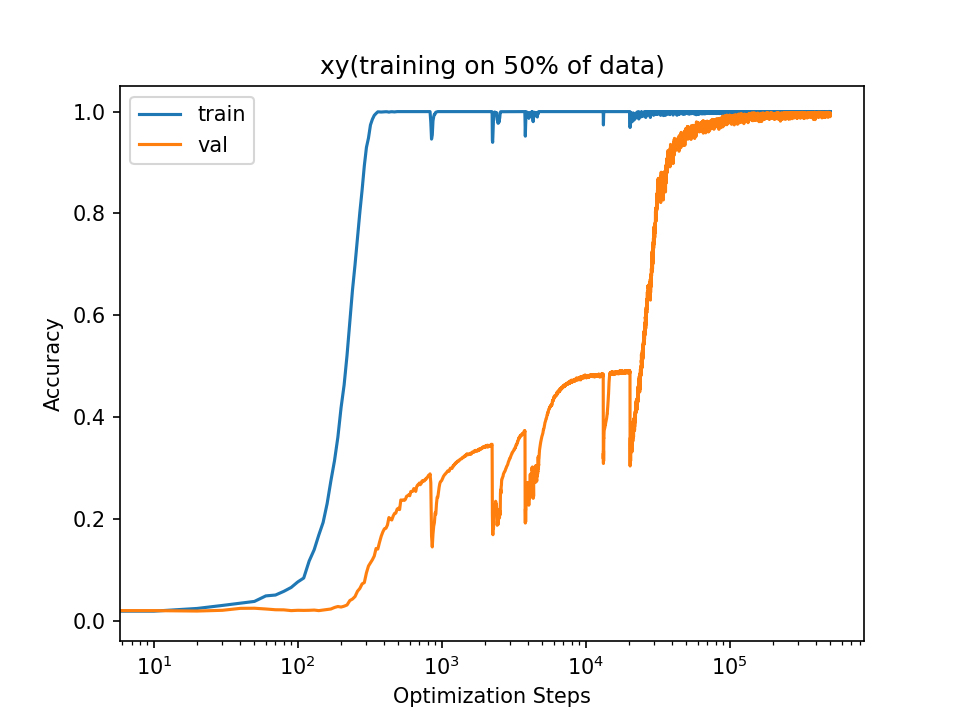 xy(training on 50% of data)
train
val
1.0
0.8
0.6
0.4
0.2
0.0
Accuracy
10¹ 10² 10³ 10⁴ 10⁵
Optimization Steps